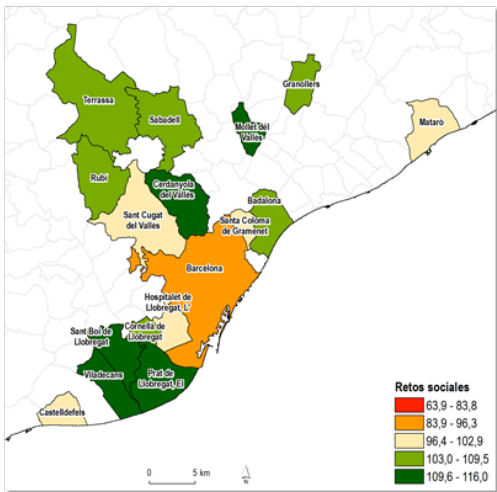 Granollers
Terrassa
Sabadell
Mollet del
Vallès
Mataró
Rubí
Cerdanyola
del Vallès
Badalona
Sant Cugat
del Vallès
Santa Coloma
de Gramenet
Barcelona
Hospitalet de
Llobregat, L'
Sant Boi de
Llobregat
Cornellà de
Llobregat
Viladecans
Prat de
Llobregat, El
Castelldefels
Retos sociales
63,9 - 83,8
83,9 - 96,3
96,4 - 102,9
103,0 - 109,5
109,6 - 116,0
0 5 km